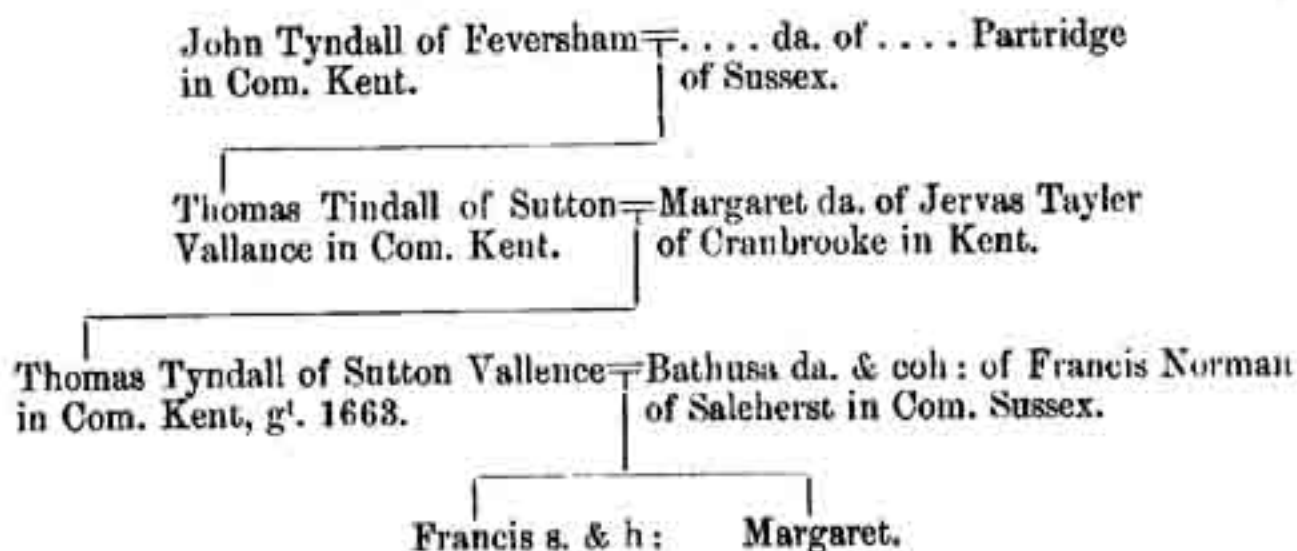 John Tyndall of Feversham=. . . . da. of . . . . Partridge
in Com. Kent. of Sussex.
Thomas Tindall of Sutton=Margaret da. of Jervas Tayler
Vallance in Com. Kent. of Cranbrooke in Kent.
Thomas Tyndall of Sutton Vallence=Bathusa da. & coh : of Francis Norman
in Com. Kent, gᵗ. 1663. of Saleherst in Com. Sussex.
Francis s. & h : Margaret.